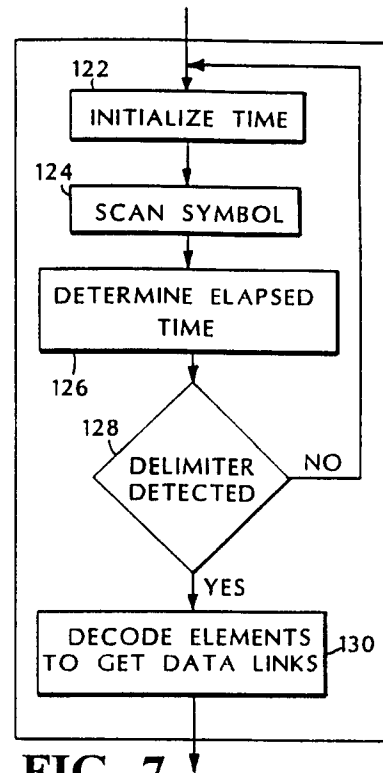 122
INITIALIZE TIME
124
SCAN SYMBOL
DETERMINE ELAPSED
TIME
126
128
DELIMITER
DETECTED
NO
YES
DECODE ELEMENTS
TO GET DATA LINKS
130
FIG. 7